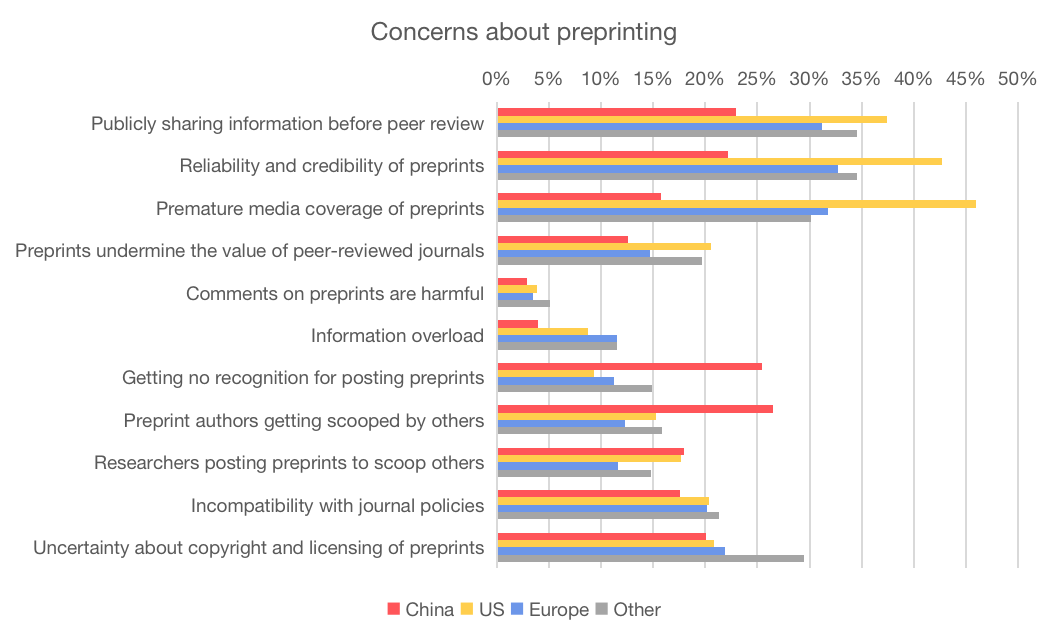 Concerns about preprinting
0% 5% 10% 15% 20% 25% 30% 35% 40% 45% 50%
Publicly sharing information before peer review
Reliability and credibility of preprints
Premature media coverage of preprints
Preprints undermine the value of peer-reviewed journals
Comments on preprints are harmful
Information overload
Getting no recognition for posting preprints
Preprint authors getting scooped by others
Researchers posting preprints to scoop others
Incompatibility with journal policies
Uncertainty about copyright and licensing of preprints
China US Europe Other